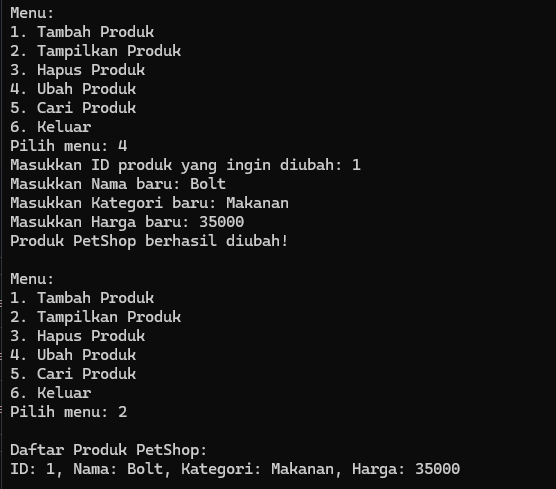 Menu:
1. Tambah Produk
2. Tampilkan Produk
3. Hapus Produk
4. Ubah Produk
5. Cari Produk
6. Keluar
Pilih menu: 4
Masukkan ID produk yang ingin diubah: 1
Masukkan Nama baru: Bolt
Masukkan Kategori baru: Makanan
Masukkan Harga baru: 35000
Produk PetShop berhasil diubah!
Menu:
1. Tambah Produk
2. Tampilkan Produk
3. Hapus Produk
4. Ubah Produk
5. Cari Produk
6. Keluar
Pilih menu: 2
Daftar Produk PetShop:
ID: 1, Nama: Bolt, Kategori: Makanan, Harga: 35000